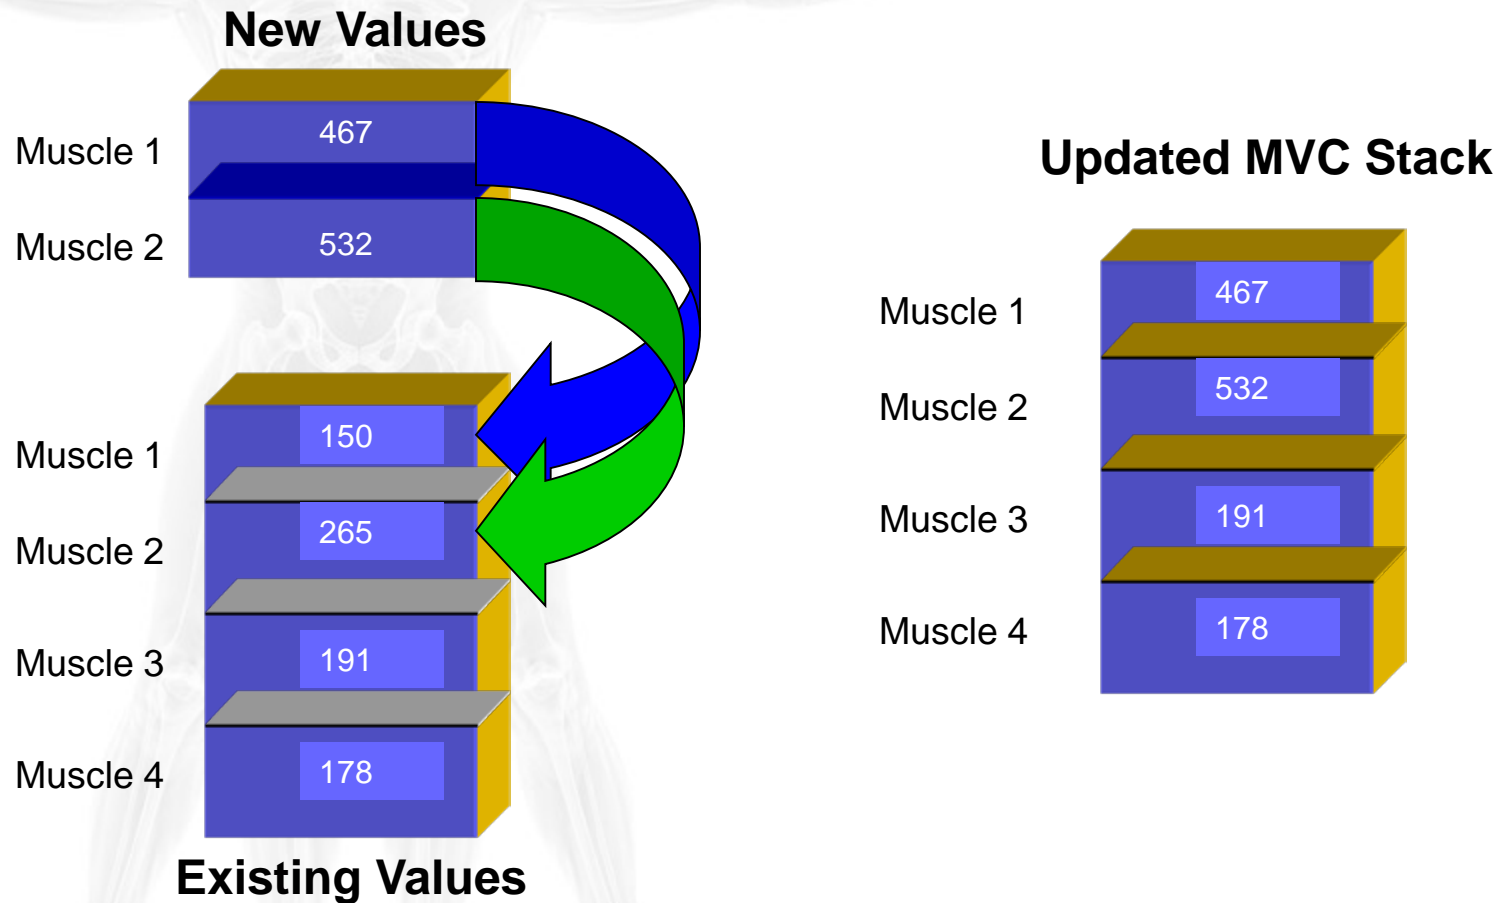 New Values
Muscle 1
467
Muscle 2
532
Muscle 1
150
Muscle 2
265
Muscle 3
191
Muscle 4
178
Existing Values
Updated MVC Stack
Muscle 1
467
Muscle 2
532
Muscle 3
191
Muscle 4
178